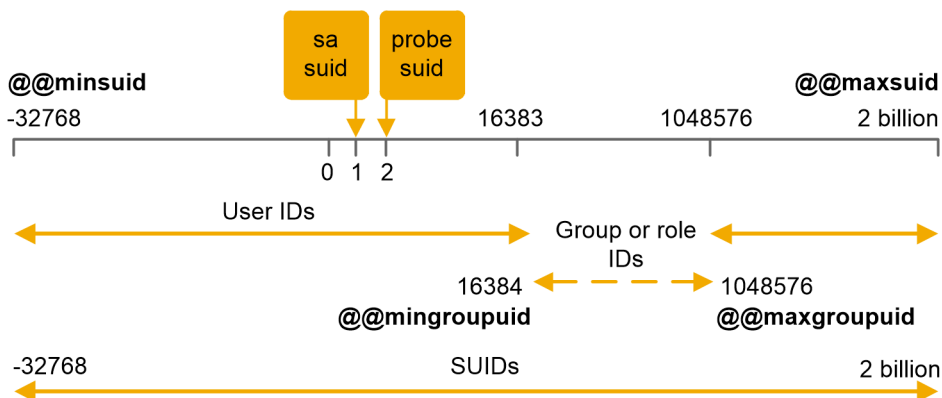 sa
suid
probe
suid
@@minsuid
@@maxsuid
-32768
16383
1048576
2 billion
0
1
2
User IDs
Group or role
IDs
16384
1048576
@@mingroupuid
@@maxgroupuid
-32768
SUIDs
2 billion